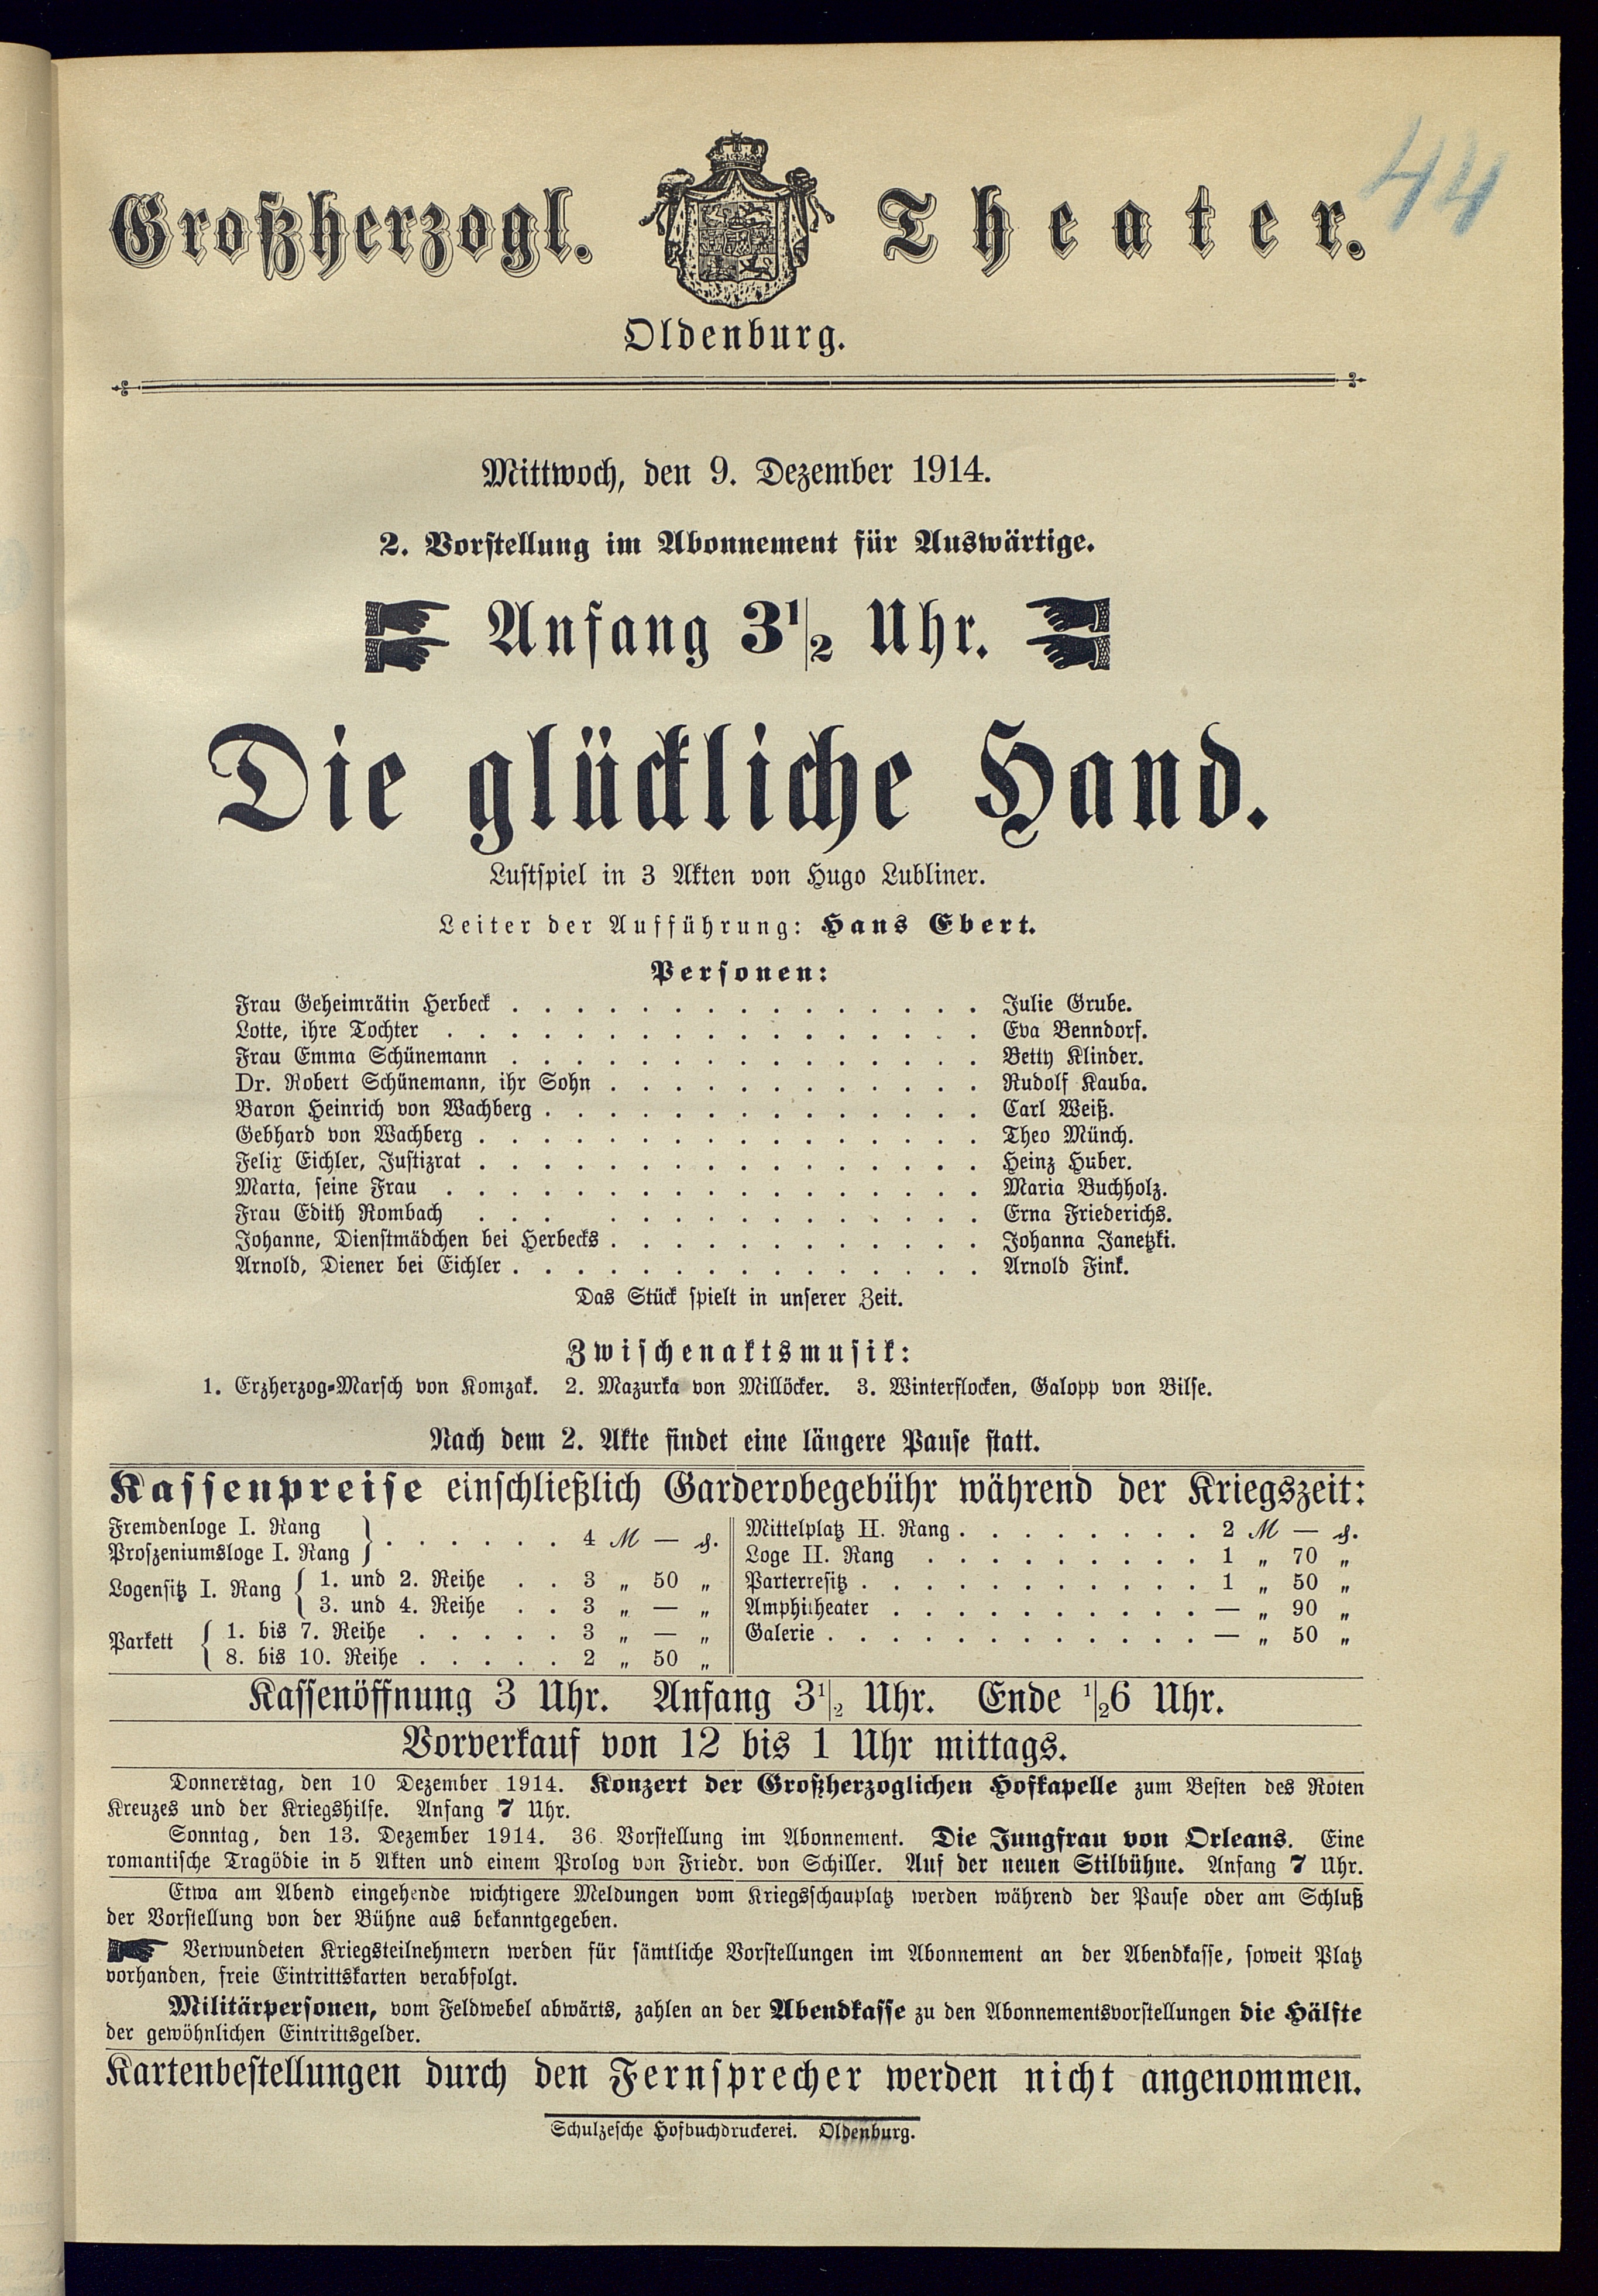 44
Großherzogl. Theater.
Oldenburg.
Mittwoch, den 9. Dezember 1914.
2. Vorstellung im Abonnement für Auswärtige.
Anfang 3 1/2 Uhr.
Die glückliche Hand.
Lustspiel in 3 Akten von Hugo Lubliner.
Leiter der Aufführung: Hans Ebert.
Personen:
Frau Geheimrätin Herbeck . . . . . . . . . . . . . . . Julie Grube.
Lotte, ihre Tochter . . . . . . . . . . . . . . . . . Eva Benndorf.
Frau Emma Schünemann . . . . . . . . . . . . . . . Betty Klinder.
Dr. Robert Schünemann, ihr Sohn . . . . . . . . . . . . Rudolf Kauba.
Baron Heinrich von Wachberg . . . . . . . . . . . . . . Carl Weiß.
Gebhard von Wachberg . . . . . . . . . . . . . . . . Theo Münch.
Felix Eichler, Justizrat . . . . . . . . . . . . . . . . Heinz Huber.
Marta, seine Frau . . . . . . . . . . . . . . . . . Maria Buchholz.
Frau Edith Rombach . . . . . . . . . . . . . . . Erna Friederichs.
Johanne, Dienstmädchen bei Herbecks . . . . . . . . . . . . Johanna Janetzki.
Arnold, Diener bei Eichler . . . . . . . . . . . . . . . Arnold Fink.
Das Stück spielt in unserer Zeit.
Zwischenaktsmusik:
1. Erzherzog-Marsch von Komzak. 2. Mazurka von Millöcker. 3. Winterflocken, Galopp von Bilse.
Nach dem 2. Akte findet eine längere Pause statt.
Kassenpreise einschließlich Garderobegebühr während der Kriegszeit:
Fremdenloge I. Rang
Proszeniumsloge I. Rang } . . . . . . 4 M — ₰.
Logensitz I. Rang { 1. und 2. Reihe . . 3 „ 50 „
3. und 4. Reihe . . 3 „ — „
Parkett { 1. bis 7. Reihe . . . . . 3 „ — „
8. bis 10. Reihe . . . . . 2 „ 50 „
Mittelplatz II. Rang . . . . . . . . 2 M — ₰.
Loge II. Rang . . . . . . . . . 1 „ 70 „
Parterresitz . . . . . . . . . . . 1 „ 50 „
Amphitheater . . . . . . . . . . — „ 90 „
Galerie . . . . . . . . . . . . — „ 50 „
Kassenöffnung 3 Uhr. Anfang 3 1/2 Uhr. Ende 1/2 6 Uhr.
Vorverkauf von 12 bis 1 Uhr mittags.
Donnerstag, den 10 Dezember 1914. Konzert der Großherzoglichen Hofkapelle zum Besten des Roten
Kreuzes und der Kriegshilfe. Anfang 7 Uhr.
Sonntag, den 13. Dezember 1914. 36. Vorstellung im Abonnement. Die Jungfrau von Orleans. Eine
romantische Tragödie in 5 Akten und einem Prolog von Friedr. von Schiller. Auf der neuen Stilbühne. Anfang 7 Uhr.
Etwa am Abend eingehende wichtigere Meldungen vom Kriegsschauplatz werden während der Pause oder am Schluß
der Vorstellung von der Bühne aus bekanntgegeben.
Verwundeten Kriegsteilnehmern werden für sämtliche Vorstellungen im Abonnement an der Abendkasse, soweit Platz
vorhanden, freie Eintrittskarten verabfolgt.
Militärpersonen, vom Feldwebel abwärts, zahlen an der Abendkasse zu den Abonnementsvorstellungen die Hälfte
der gewöhnlichen Eintrittsgelder.
Kartenbestellungen durch den Fernsprecher werden nicht angenommen.
Schulzesche Hofbuchdruckerei. Oldenburg.